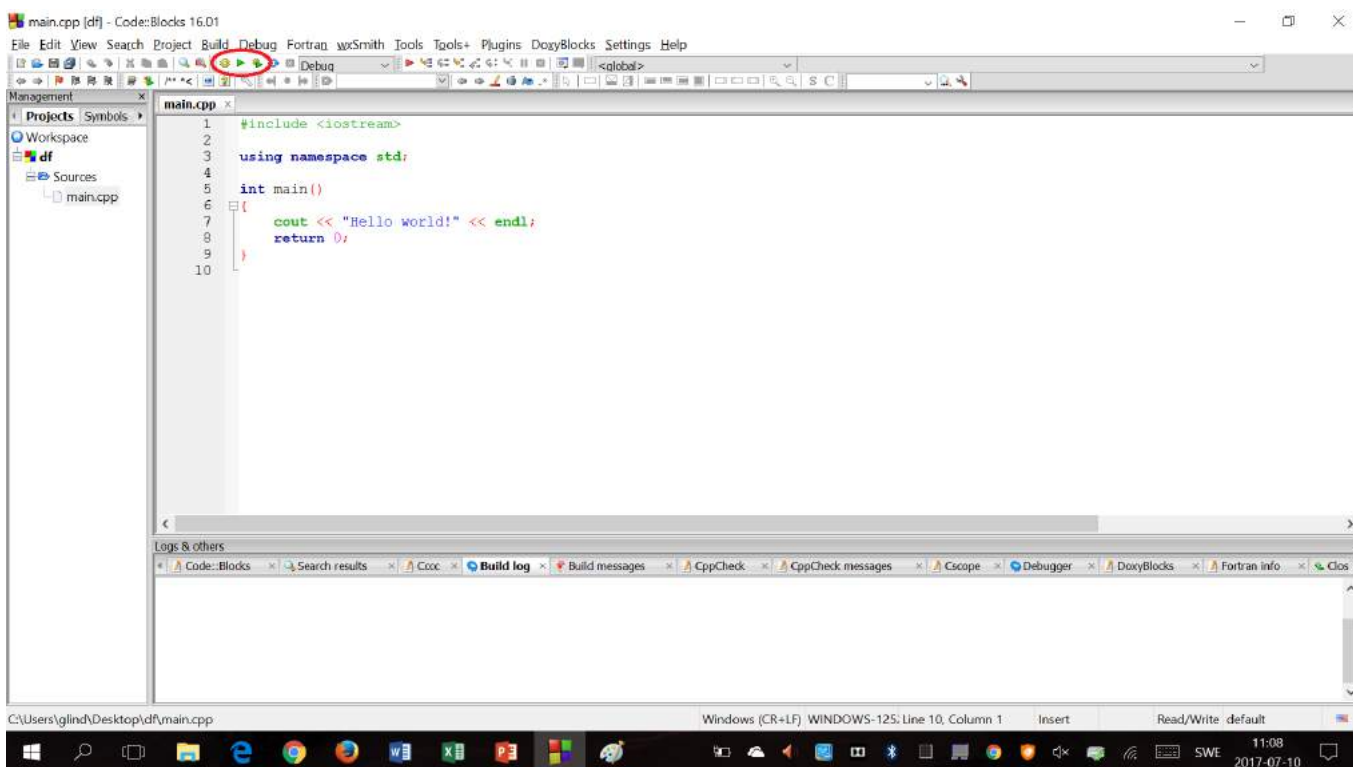 main.cpp [df] - Code::Blocks 16.01
File Edit View Search Project Build Debug Fortran wxSmith Tools Tools+ Plugins DoxyBlocks Settings Help
Debug
<global>
/** *<
S C
Management
main.cpp
Projects Symbols
1 #include <iostream>
2
Workspace
3 using namespace std;
df
4
Sources
5 int main()
main.cpp
6 {
7 cout << "Hello world!" << endl;
8 return 0;
9 }
10
Logs & others
Code::Blocks Search results Cccc Build log Build messages CppCheck CppCheck messages Cscope Debugger DoxyBlocks Fortran info Clos
C:\Users\glind\Desktop\df\main.cpp Windows (CR+LF) WINDOWS-125 Line 10, Column 1 Insert Read/Write default
SWE
11:08
2017-07-10